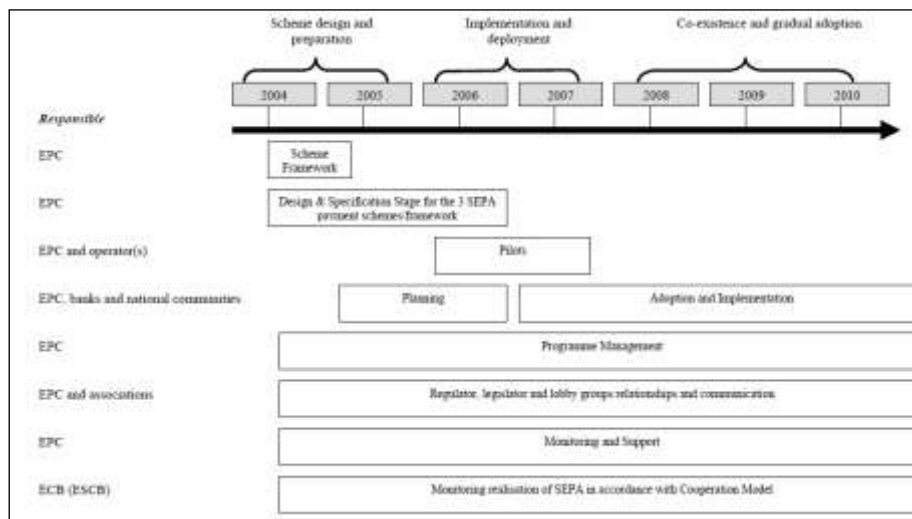 Scheme design and
preparation
Implementation and
deployment
Co-existence and gradual adoption
2004
2005
2006
2007
2008
2009
2010
Responsible
EPC
Scheme
Framework
EPC
Design & Specification Stage for the 3 SEPA
payment schemes/framework
EPC and operator(s)
Pilots
EPC, banks and national communities
Planning
Adoption and Implementation
EPC
Programme Management
EPC and associations
Regulator, legislator and lobby groups relationships and communication
EPC
Monitoring and Support
ECB (ESCB)
Monitoring realisation of SEPA in accordance with Cooperation Model